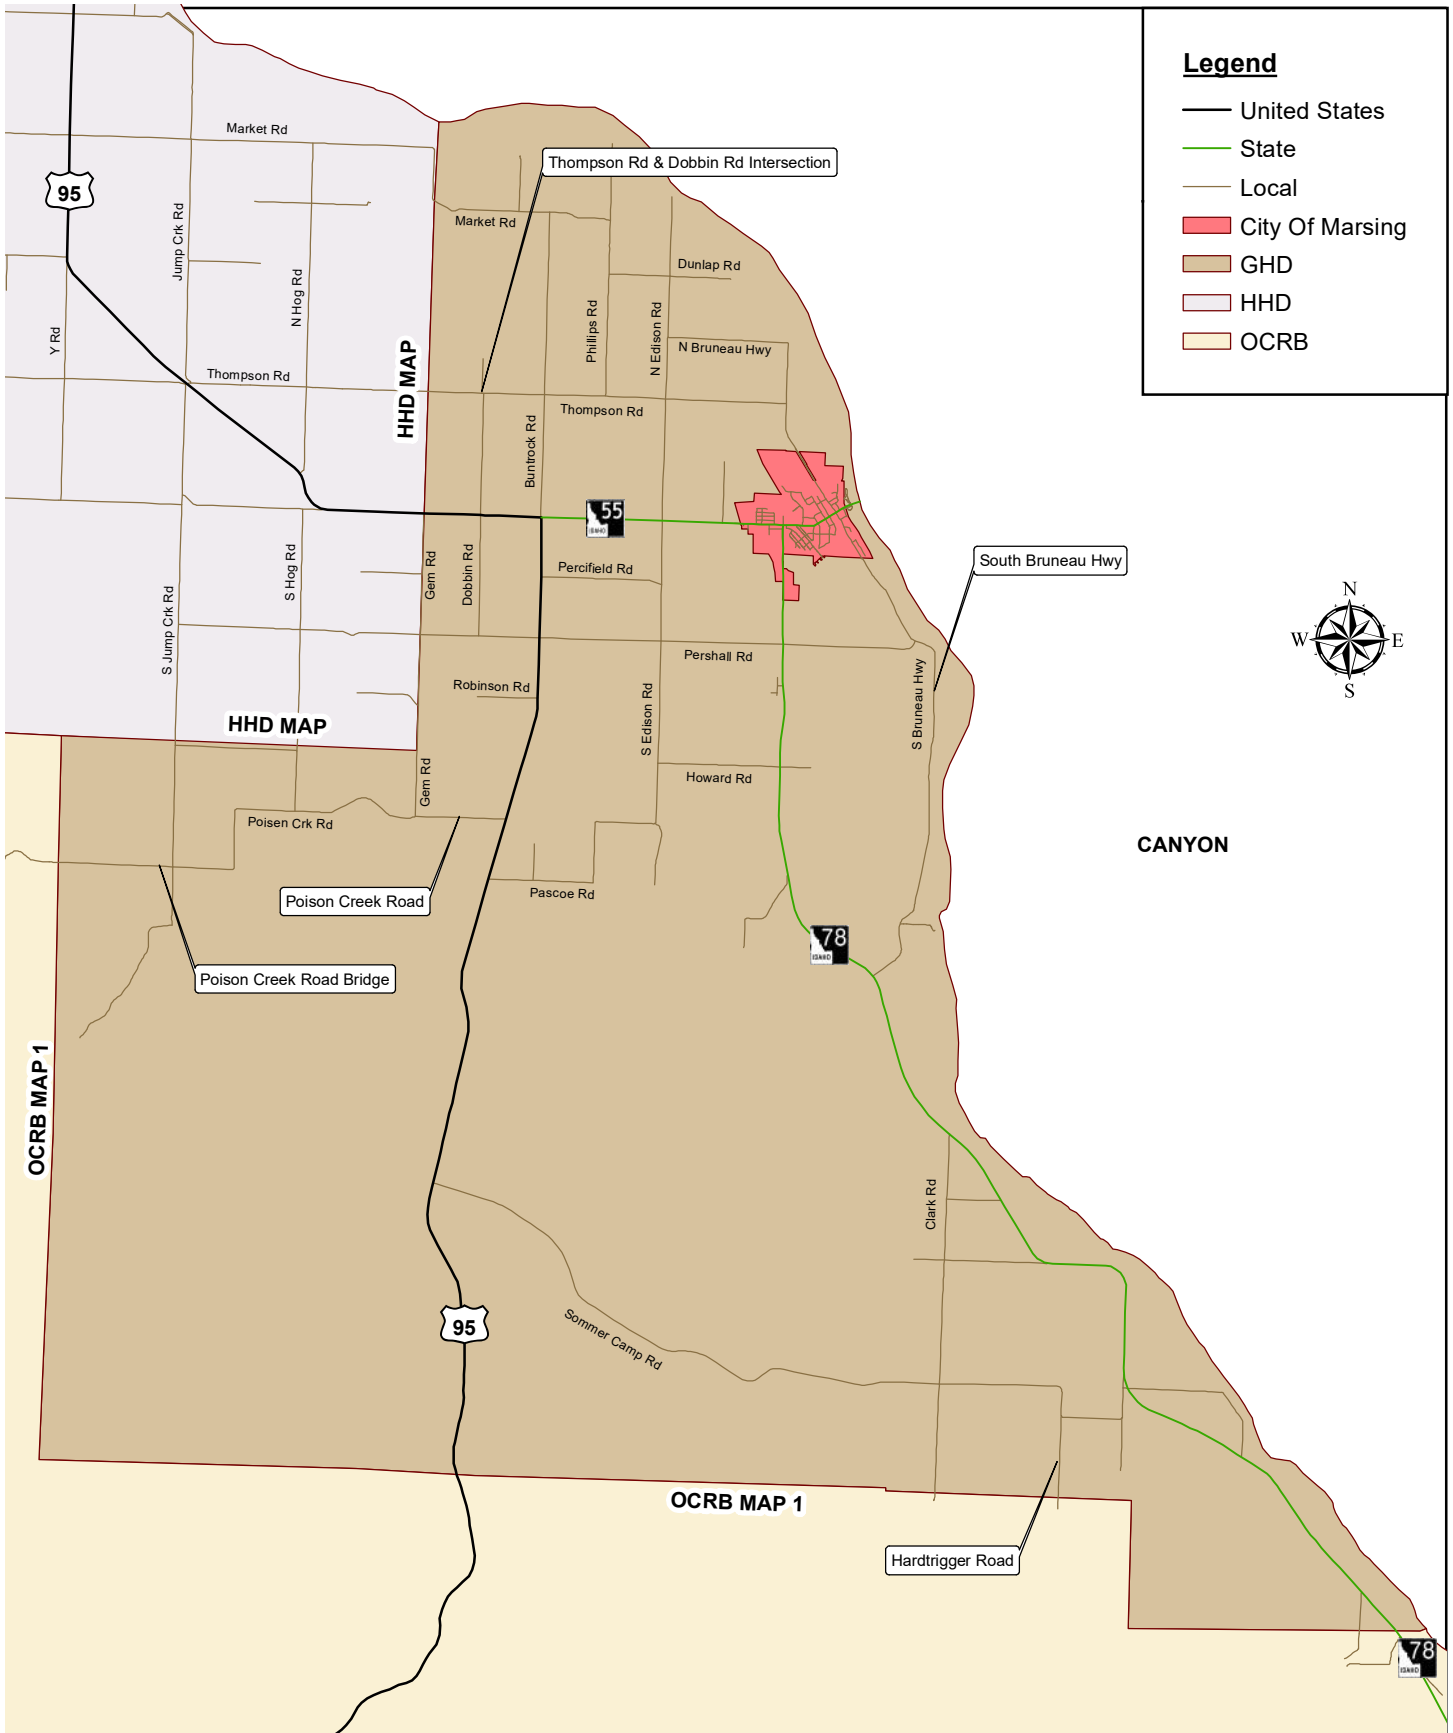 Legend
United States
State
Local
City Of Marsing
GHD
HHD
OCRB
Market Rd
95
Thompson Rd & Dobbin Rd Intersection
Market Rd
Jump Crk Rd
Dunlap Rd
N Hog Rd
Y Rd
Phillips Rd
N Edison Rd
N Bruneau Hwy
HHD MAP
Thompson Rd
Thompson Rd
Buntrock Rd
55
IDAHO
South Bruneau Hwy
Percifield Rd
Gem Rd
Dobbin Rd
S Hog Rd
S Jump Crk Rd
N
W
E
S
Pershall Rd
Robinson Rd
S Bruneau Hwy
S Edison Rd
HHD MAP
Howard Rd
Gem Rd
Poisen Crk Rd
CANYON
Poison Creek Road
Pascoe Rd
78
IDAHO
Poison Creek Road Bridge
OCRB MAP 1
Clark Rd
95
Sommer Camp Rd
OCRB MAP 1
Hardtrigger Road
78
IDAHO